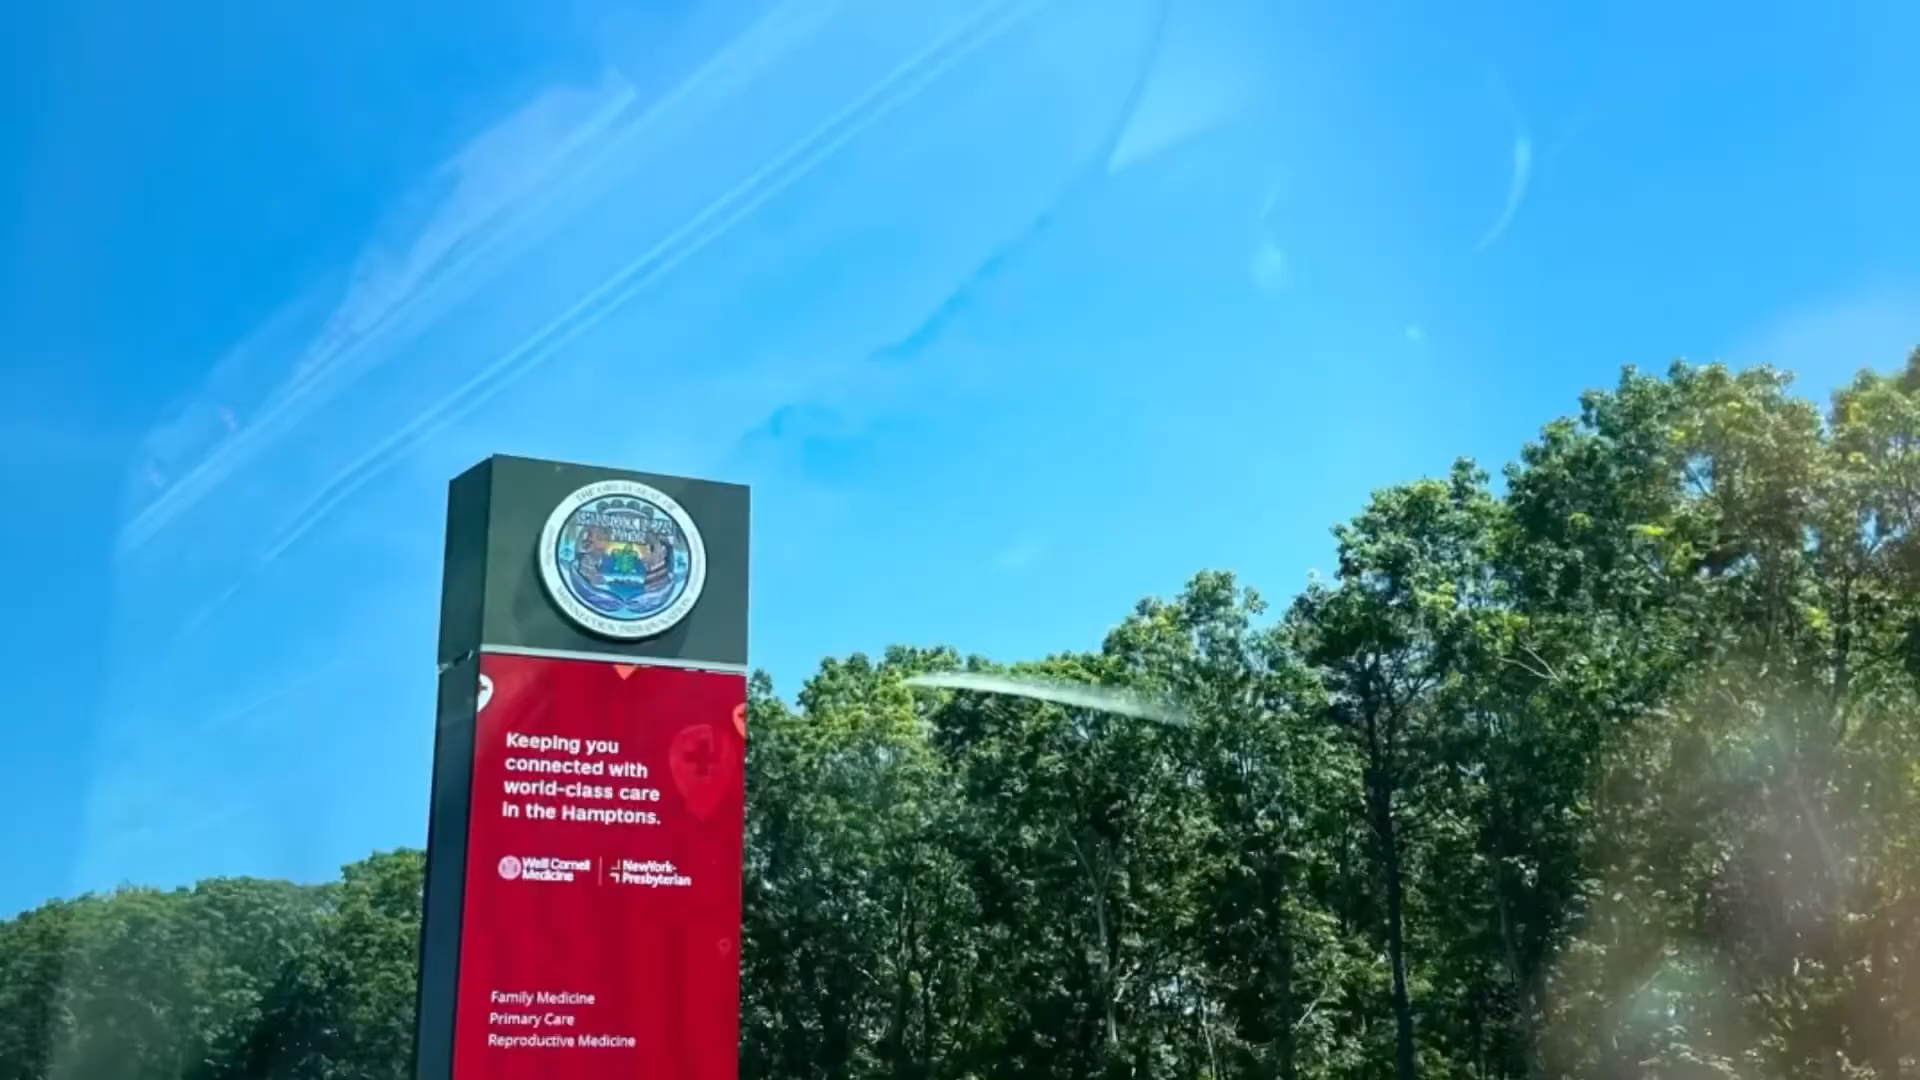 Keeping you
connected with
world-class care
in the Hamptons.
Weill Cornell
Medicine
NewYork-
Presbyterian
Family Medicine
Primary Care
Reproductive Medicine